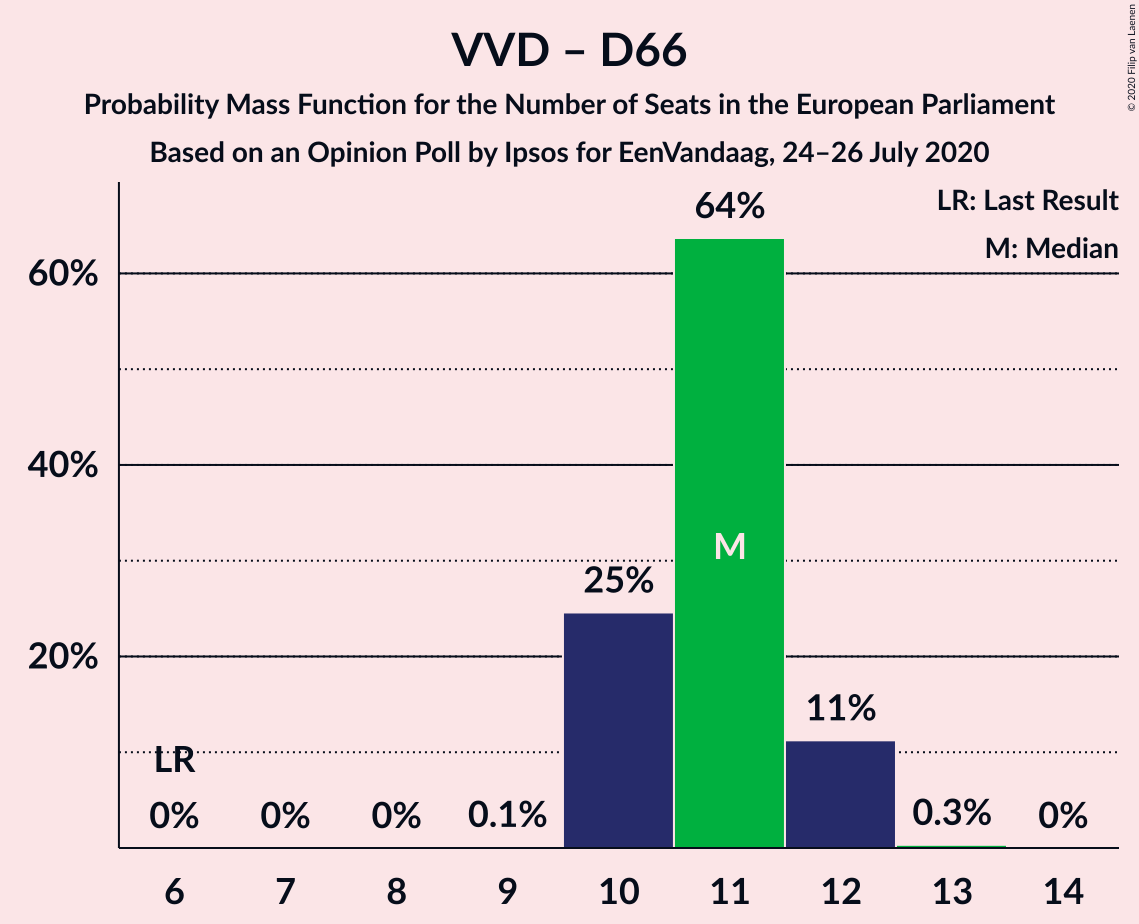 VVD – D66
Probability Mass Function for the Number of Seats in the European Parliament
Based on an Opinion Poll by Ipsos for EenVandaag, 24–26 July 2020
© 2020 Filip van Laenen
LR: Last Result
M: Median
64%
60%
40%
M
25%
20%
11%
LR
0%
0%
0%
0.1%
0.3%
0%
6
7
8
9
10
11
12
13
14